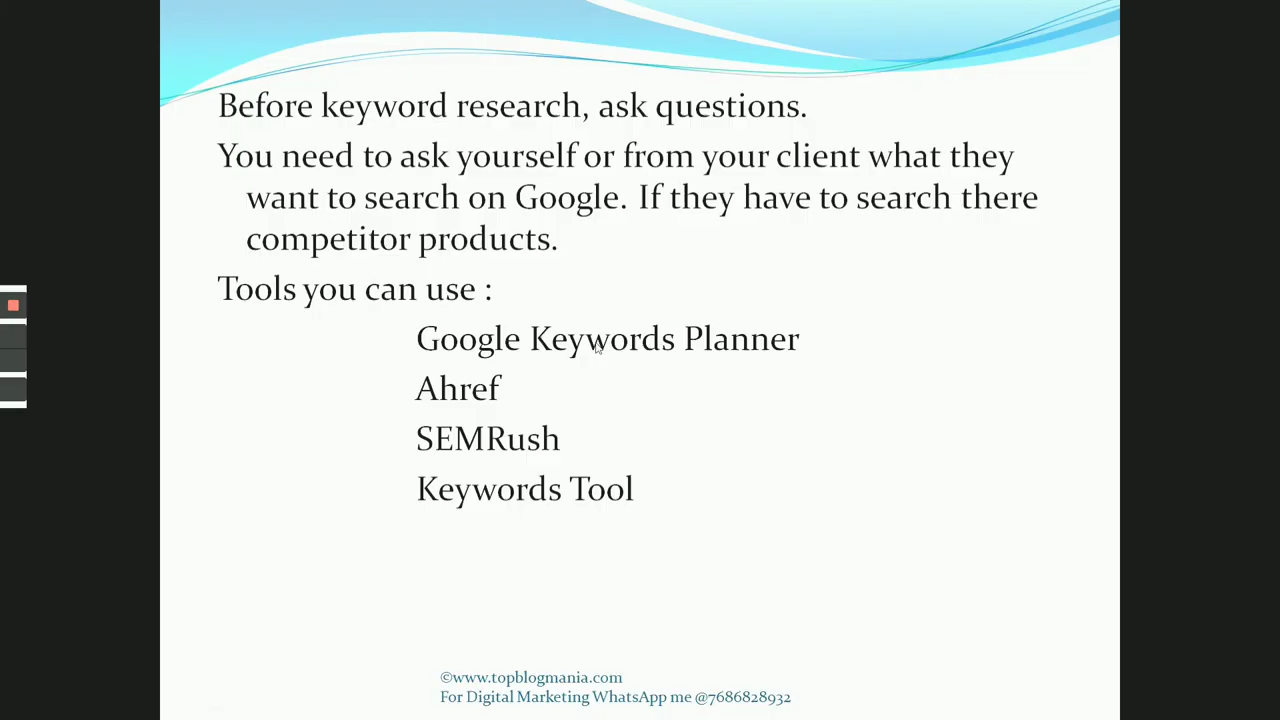 Before keyword research, ask questions.
You need to ask yourself or from your client what they
want to search on Google. If they have to search there
competitor products.
Tools you can use :
Google Keywords Planner
Ahref
SEMRush
Keywords Tool
©www.topblogmania.com
For Digital Marketing WhatsApp me @7686828932